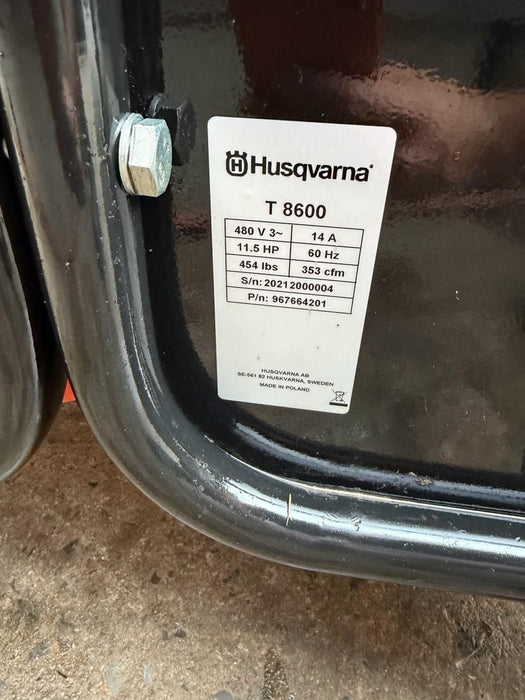 Husqvarna®
T 8600
480 V 3~ 14 A
11.5 HP 60 Hz
454 lbs 353 cfm
S/n: 20212000004
P/n: 967664201
HUSQVARNA AB
SE-561 82 HUSKVARNA, SWEDEN
MADE IN POLAND